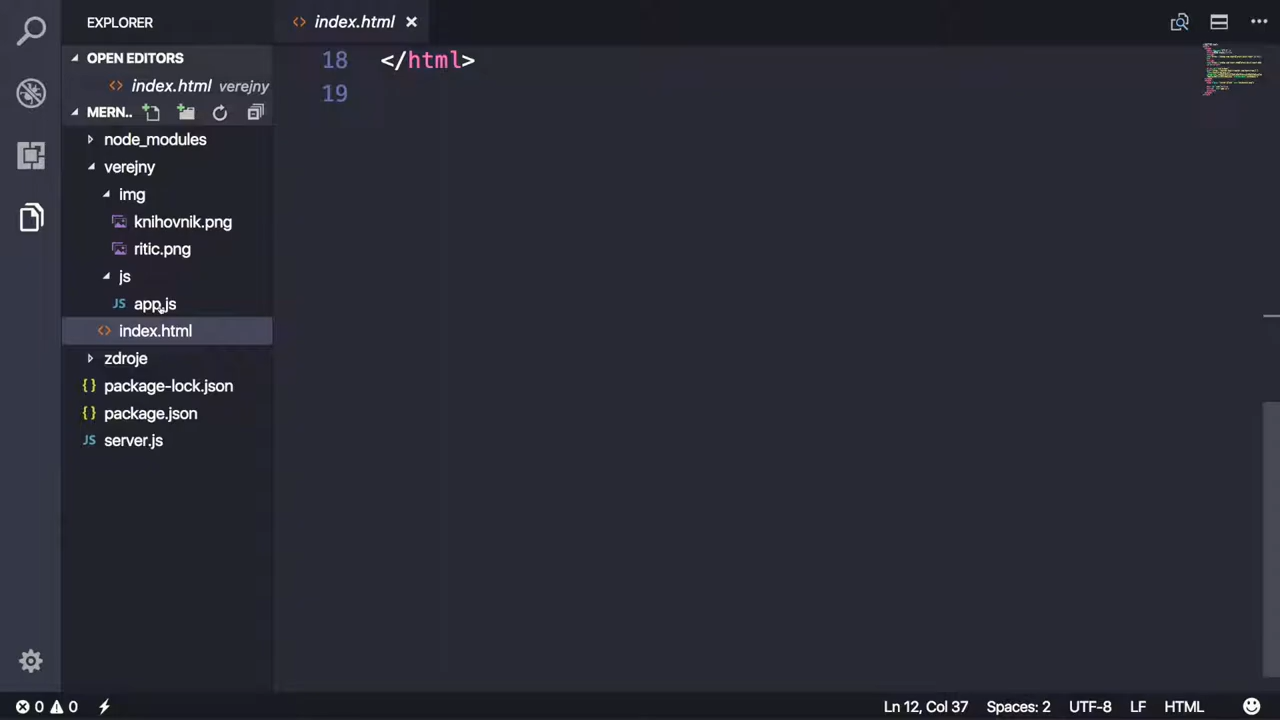 EXPLORER
index.html
OPEN EDITORS
index.html verejny
MERN..
node_modules
verejny
img
knihovnik.png
ritic.png
js
JS app.js
index.html
zdroje
{} package-lock.json
{} package.json
JS server.js
18 </html>
19
0 0
Ln 12, Col 37
Spaces: 2
UTF-8
LF
HTML